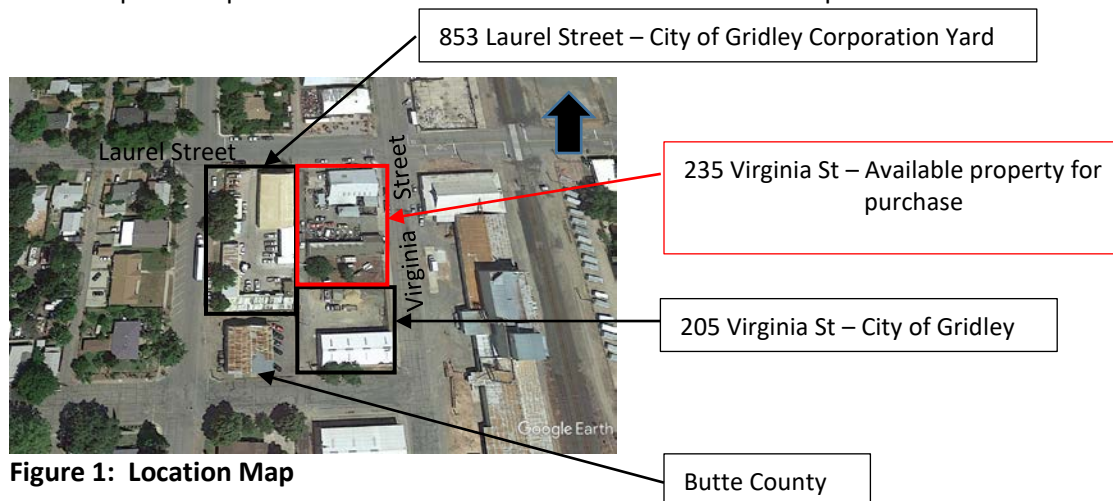 853 Laurel Street – City of Gridley Corporation Yard
Laurel Street
Virginia Street
235 Virginia St – Available property for
purchase
205 Virginia St – City of Gridley
Google Earth
Figure 1: Location Map
Butte County